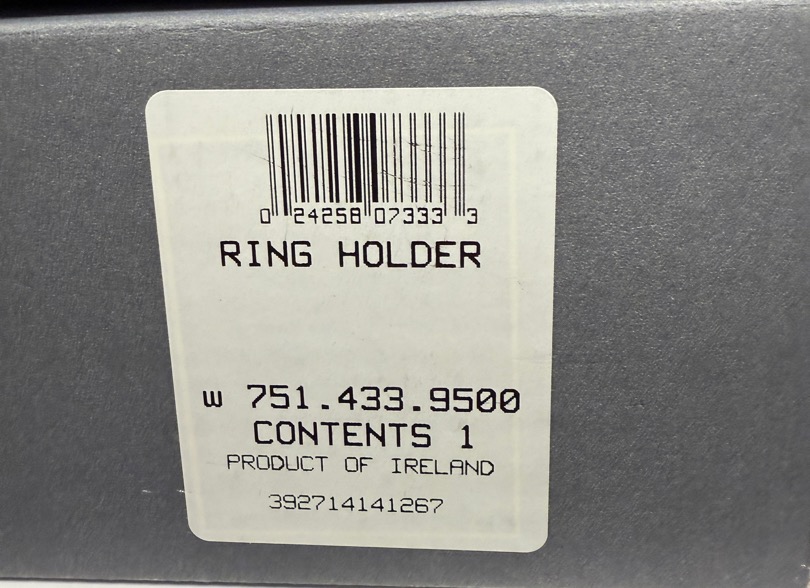 0 24258 07333 3
RING HOLDER
w 751.433.9500
CONTENTS 1
PRODUCT OF IRELAND
392714141267